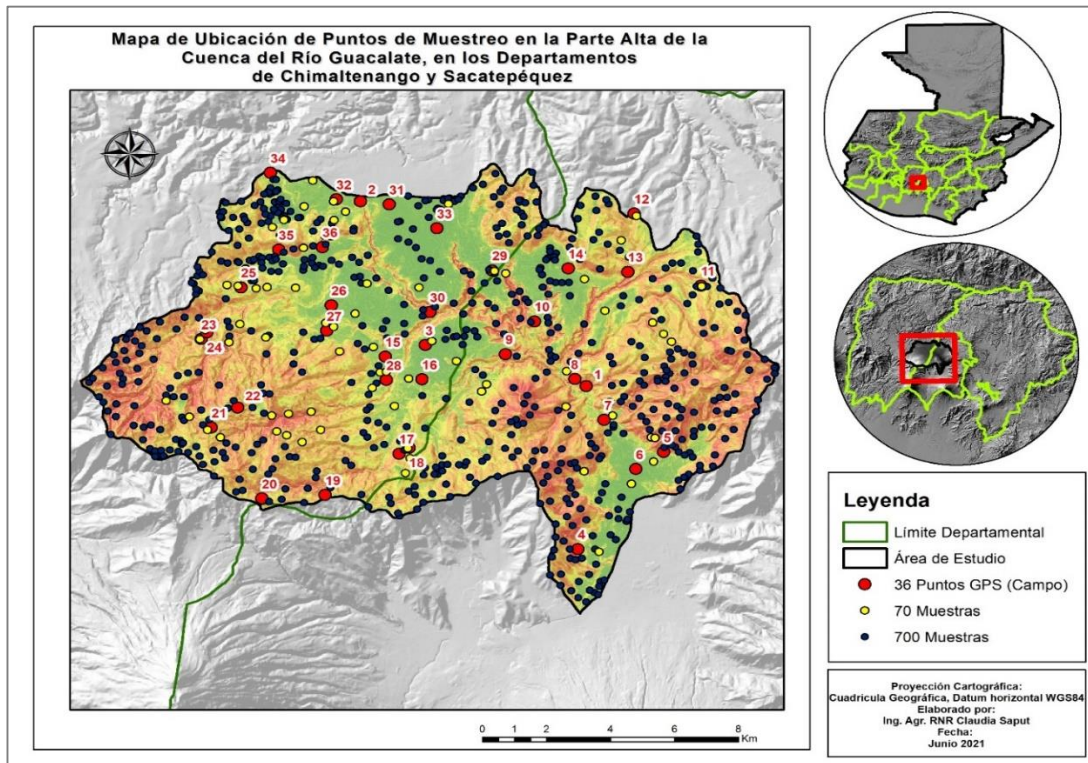 Mapa de Ubicación de Puntos de Muestreo en la Parte Alta de la
Cuenca del Río Guacalate, en los Departamentos
de Chimaltenango y Sacatepéquez
34
32
2
31
12
33
35
36
29
14
13
11
25
26
30
10
27
23
3
24
15
9
28
16
8
1
22
7
21
17
5
18
6
19
20
4
0
2
4
6
8
Km
Leyenda
Límite Departamental
Área de Estudio
36 Puntos GPS (Campo)
70 Muestras
700 Muestras
Proyección Cartográfica:
Cuadricula Geográfica, Datum horizontal WGS84
Elaborado por:
Ing. Agr. RNR Claudia Saput
Fecha:
Junio 2021